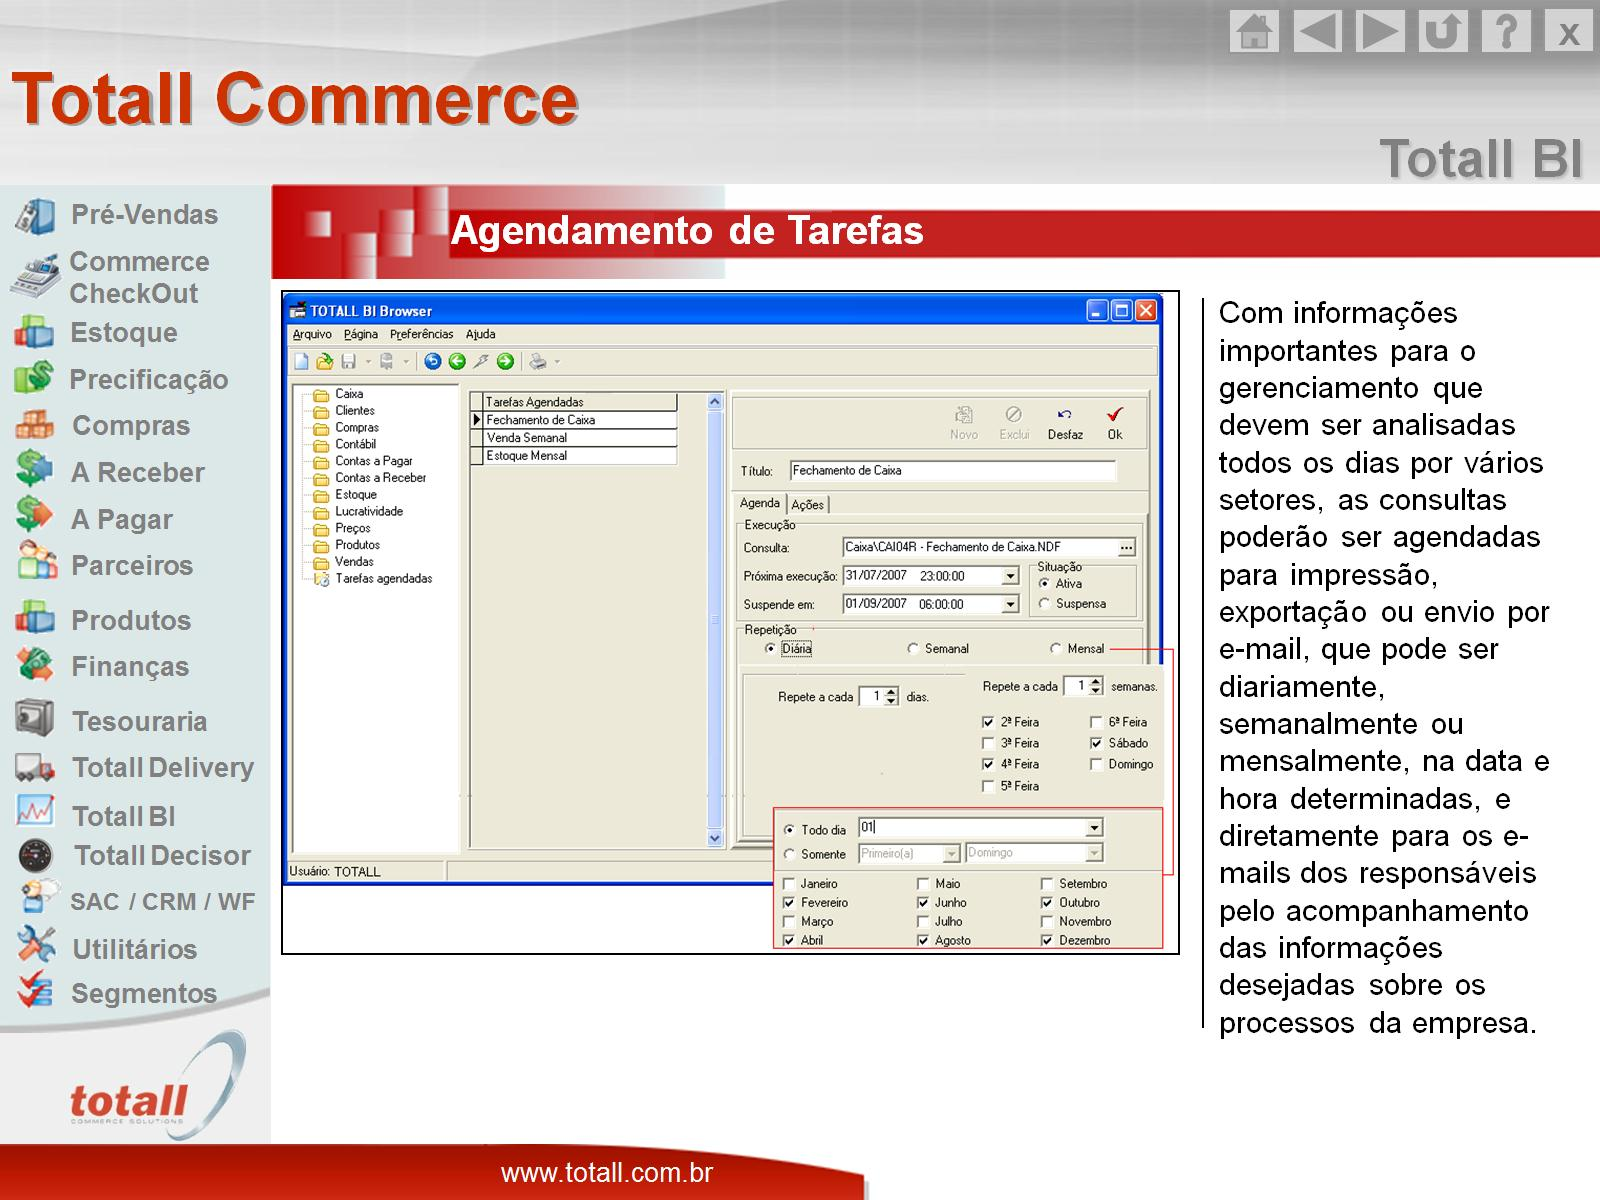 ? x
Totall Commerce
Totall BI
Pré-Vendas
Commerce
CheckOut
Estoque
Precificação
Compras
A Receber
A Pagar
Parceiros
Produtos
Finanças
Tesouraria
Totall Delivery
Totall BI
Totall Decisor
SAC / CRM / WF
Utilitários
Segmentos
totall
COMMERCE SOLUTIONS
Agendamento de Tarefas
TOTALL BI Browser
Arquivo Página Preferências Ajuda
Caixa
Clientes
Compras
Contábil
Contas a Pagar
Contas a Receber
Estoque
Lucratividade
Preços
Produtos
Vendas
Tarefas agendadas
Tarefas Agendadas
Fechamento de Caixa
Venda Semanal
Estoque Mensal
Novo Exclui Desfaz Ok
Título: Fechamento de Caixa
Agenda Ações
Execução
Consulta: Caixa\CAI04R - Fechamento de Caixa.NDF ...
Próxima execução: 31/07/2007 23:00:00
Suspende em: 01/09/2007 06:00:00
Situação
Ativa
Suspensa
Repetição
Diária Semanal Mensal
Repete a cada 1 dias.
Repete a cada 1 semanas.
2ª Feira 6ª Feira
3ª Feira Sábado
4ª Feira Domingo
5ª Feira
Todo dia 01
Somente Primeiro(a) Domingo
Janeiro Maio Setembro
Fevereiro Junho Outubro
Março Julho Novembro
Abril Agosto Dezembro
Usuário: TOTALL
Com informações
importantes para o
gerenciamento que
devem ser analisadas
todos os dias por vários
setores, as consultas
poderão ser agendadas
para impressão,
exportação ou envio por
e-mail, que pode ser
diariamente,
semanalmente ou
mensalmente, na data e
hora determinadas, e
diretamente para os e-
mails dos responsáveis
pelo acompanhamento
das informações
desejadas sobre os
processos da empresa.
www.totall.com.br